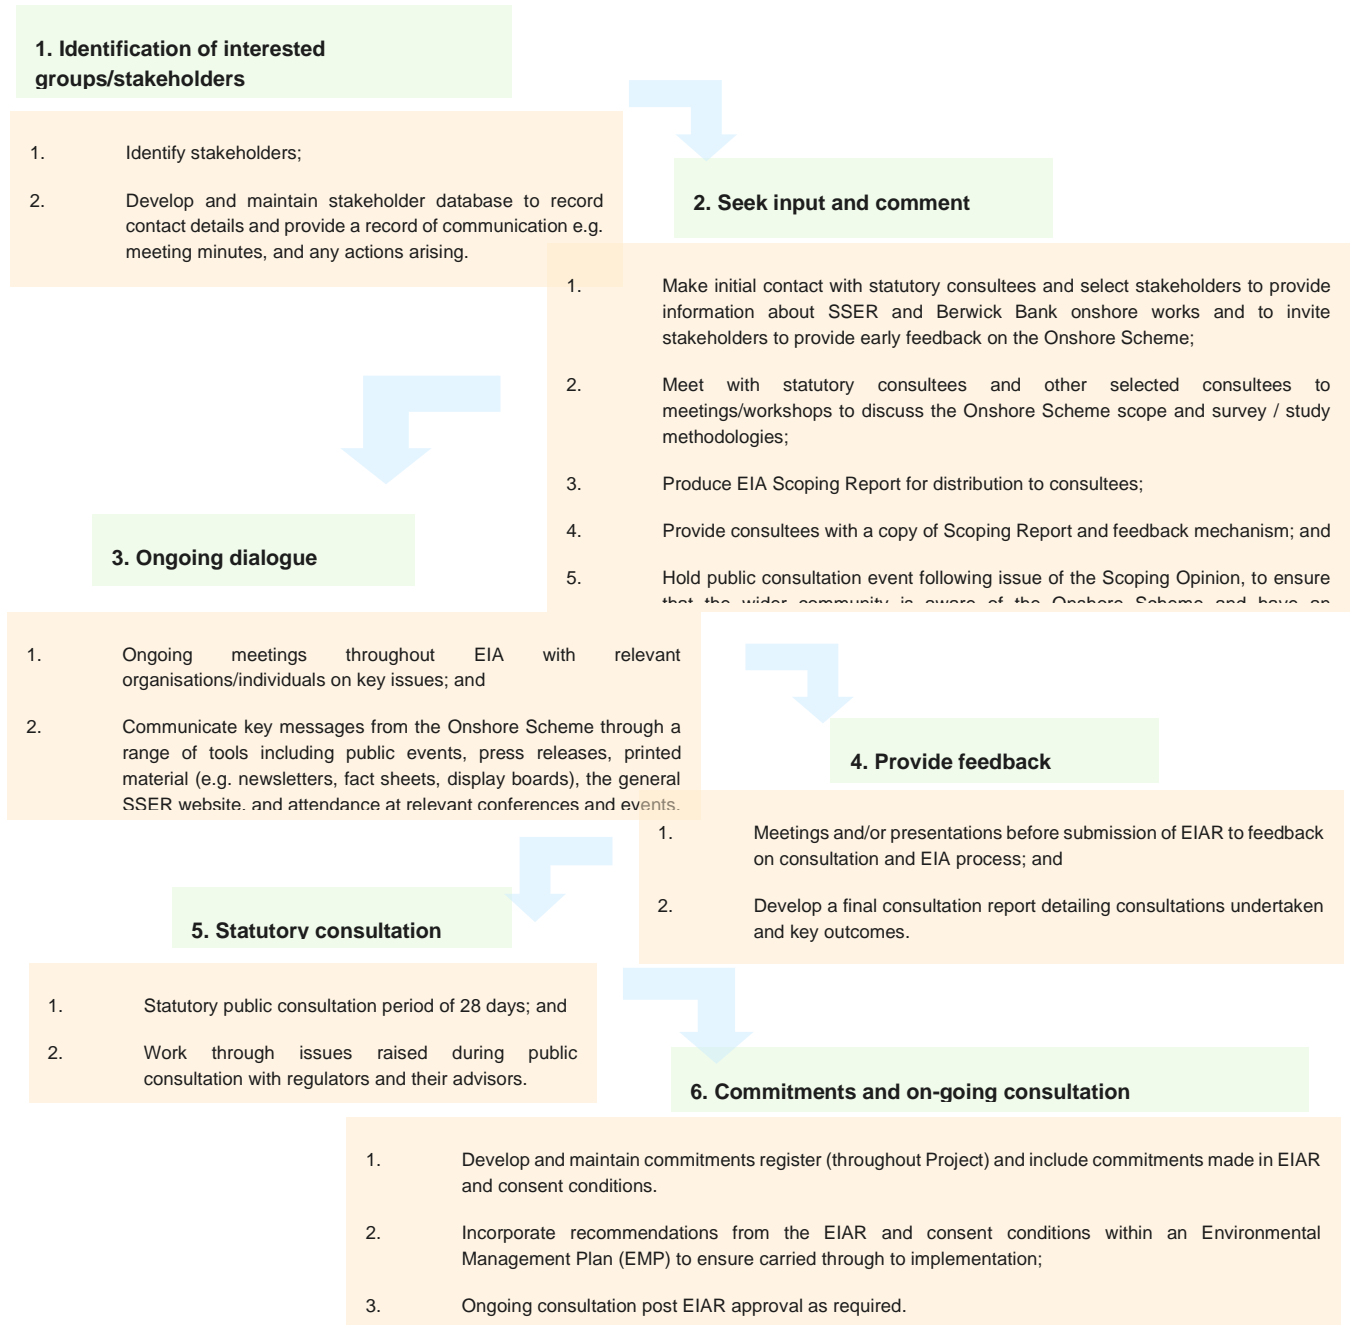 1. Identification of interested
groups/stakeholders
1. Identify stakeholders;
2. Develop and maintain stakeholder database to record
contact details and provide a record of communication e.g.
meeting minutes, and any actions arising.
2. Seek input and comment
1. Make initial contact with statutory consultees and select stakeholders to provide
information about SSER and Berwick Bank onshore works and to invite
stakeholders to provide early feedback on the Onshore Scheme;
2. Meet with statutory consultees and other selected consultees to
meetings/workshops to discuss the Onshore Scheme scope and survey / study
methodologies;
3. Produce EIA Scoping Report for distribution to consultees;
4. Provide consultees with a copy of Scoping Report and feedback mechanism; and
5. Hold public consultation event following issue of the Scoping Opinion, to ensure
that the wider community is aware of the Onshore Scheme and have an
3. Ongoing dialogue
1. Ongoing meetings throughout EIA with relevant
organisations/individuals on key issues; and
2. Communicate key messages from the Onshore Scheme through a
range of tools including public events, press releases, printed
material (e.g. newsletters, fact sheets, display boards), the general
SSER website, and attendance at relevant conferences and events.
4. Provide feedback
1. Meetings and/or presentations before submission of EIAR to feedback
on consultation and EIA process; and
2. Develop a final consultation report detailing consultations undertaken
and key outcomes.
5. Statutory consultation
1. Statutory public consultation period of 28 days; and
2. Work through issues raised during public
consultation with regulators and their advisors.
6. Commitments and on-going consultation
1. Develop and maintain commitments register (throughout Project) and include commitments made in EIAR
and consent conditions.
2. Incorporate recommendations from the EIAR and consent conditions within an Environmental
Management Plan (EMP) to ensure carried through to implementation;
3. Ongoing consultation post EIAR approval as required.